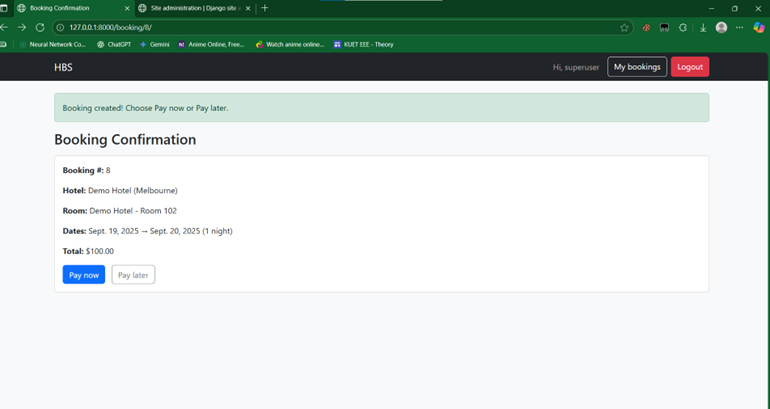 Booking Confirmation
Site administration | Django site a
127.0.0.1:8000/booking/8/
Neural Network Co...
ChatGPT
Gemini
Anime Online, Free...
Watch anime online...
KUET EEE - Theory
HBS
Hi, superuser
My bookings
Logout
Booking created! Choose Pay now or Pay later.
Booking Confirmation
Booking #: 8
Hotel: Demo Hotel (Melbourne)
Room: Demo Hotel - Room 102
Dates: Sept. 19, 2025 → Sept. 20, 2025 (1 night)
Total: $100.00
Pay now
Pay later